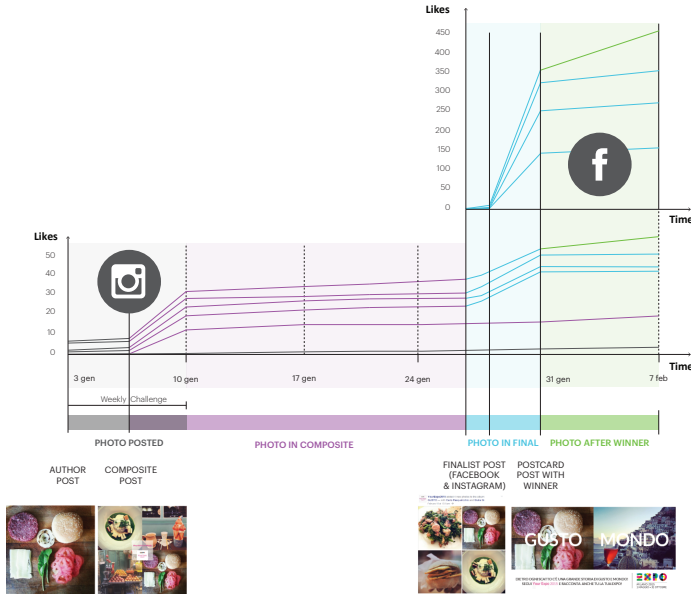 Likes
450
400
350
300
250
200
150
100
50
0
Time
Likes
50
40
30
20
10
0
Time
3 gen
10 gen
17 gen
24 gen
31 gen
7 feb
Weekly Challenge
PHOTO POSTED
PHOTO IN COMPOSITE
PHOTO IN FINAL
PHOTO AFTER WINNER
AUTHOR
POST
COMPOSITE
POST
FINALIST POST
(FACEBOOK
& INSTAGRAM)
POSTCARD
POST WITH
WINNER
GUSTO MONDO
EXPO